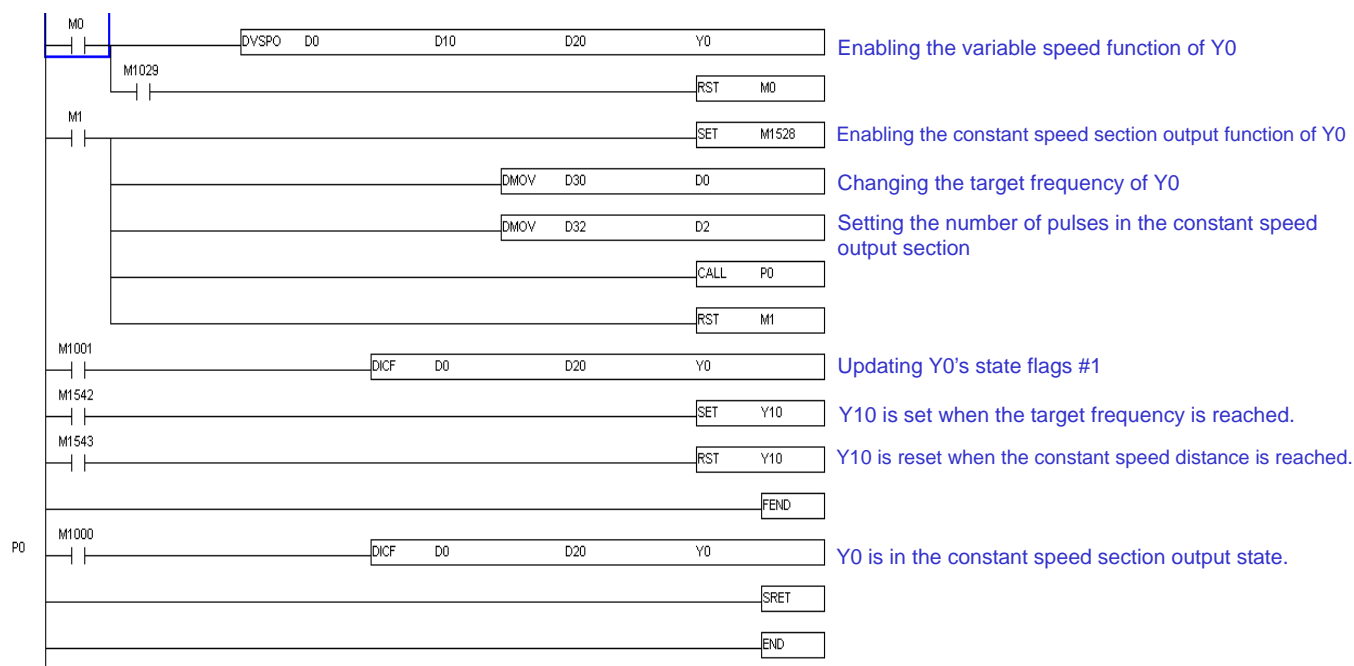 M0
DVSPO D0 D10 D20 Y0
Enabling the variable speed function of Y0
M1029
RST M0
M1
SET M1528
Enabling the constant speed section output function of Y0
DMOV D30 D0
Changing the target frequency of Y0
DMOV D32 D2
Setting the number of pulses in the constant speed
output section
CALL P0
RST M1
M1001
DICF D0 D20 Y0
Updating Y0's state flags #1
M1542
SET Y10
Y10 is set when the target frequency is reached.
M1543
RST Y10
Y10 is reset when the constant speed distance is reached.
FEND
P0
M1000
DICF D0 D20 Y0
Y0 is in the constant speed section output state.
SRET
END